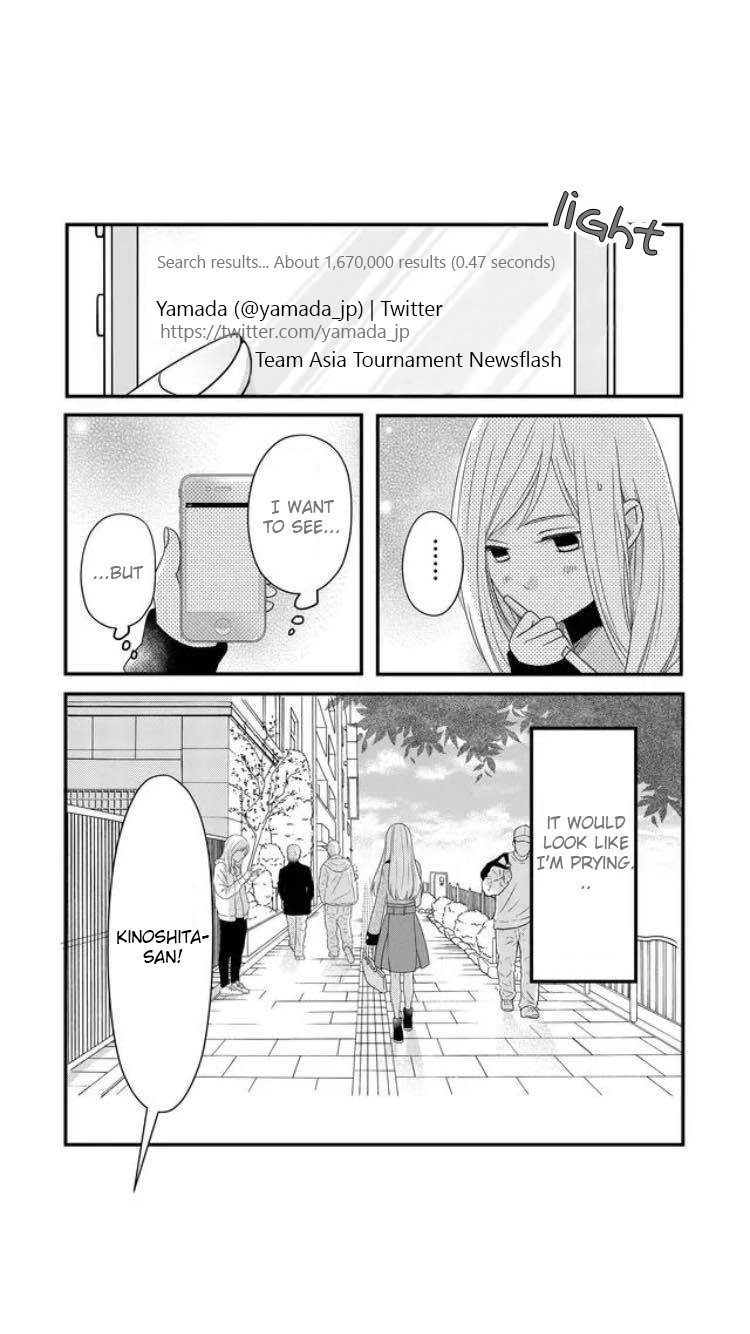 light
Search results... About 1,670,000 results (0.47 seconds)
Yamada (@yamada_jp) | Twitter
https://twitter.com/yamada_jp
Team Asia Tournament Newsflash
........
I WANT
TO SEE...
...BUT
IT WOULD
LOOK LIKE
I'M PRYING.
..
KINOSHITA-
SAN!